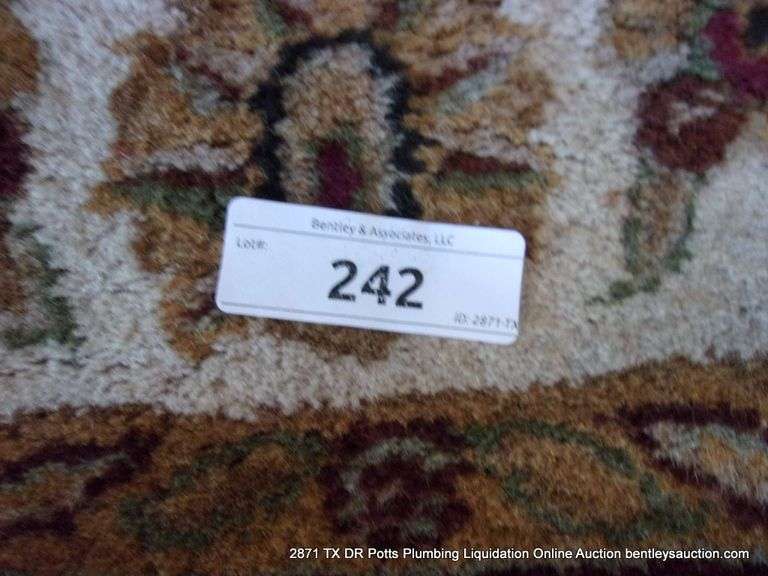 Bentley & Associates, LLC
Lot#:
242
ID: 2871-TX
2871 TX DR Potts Plumbing Liquidation Online Auction bentleysauction.com